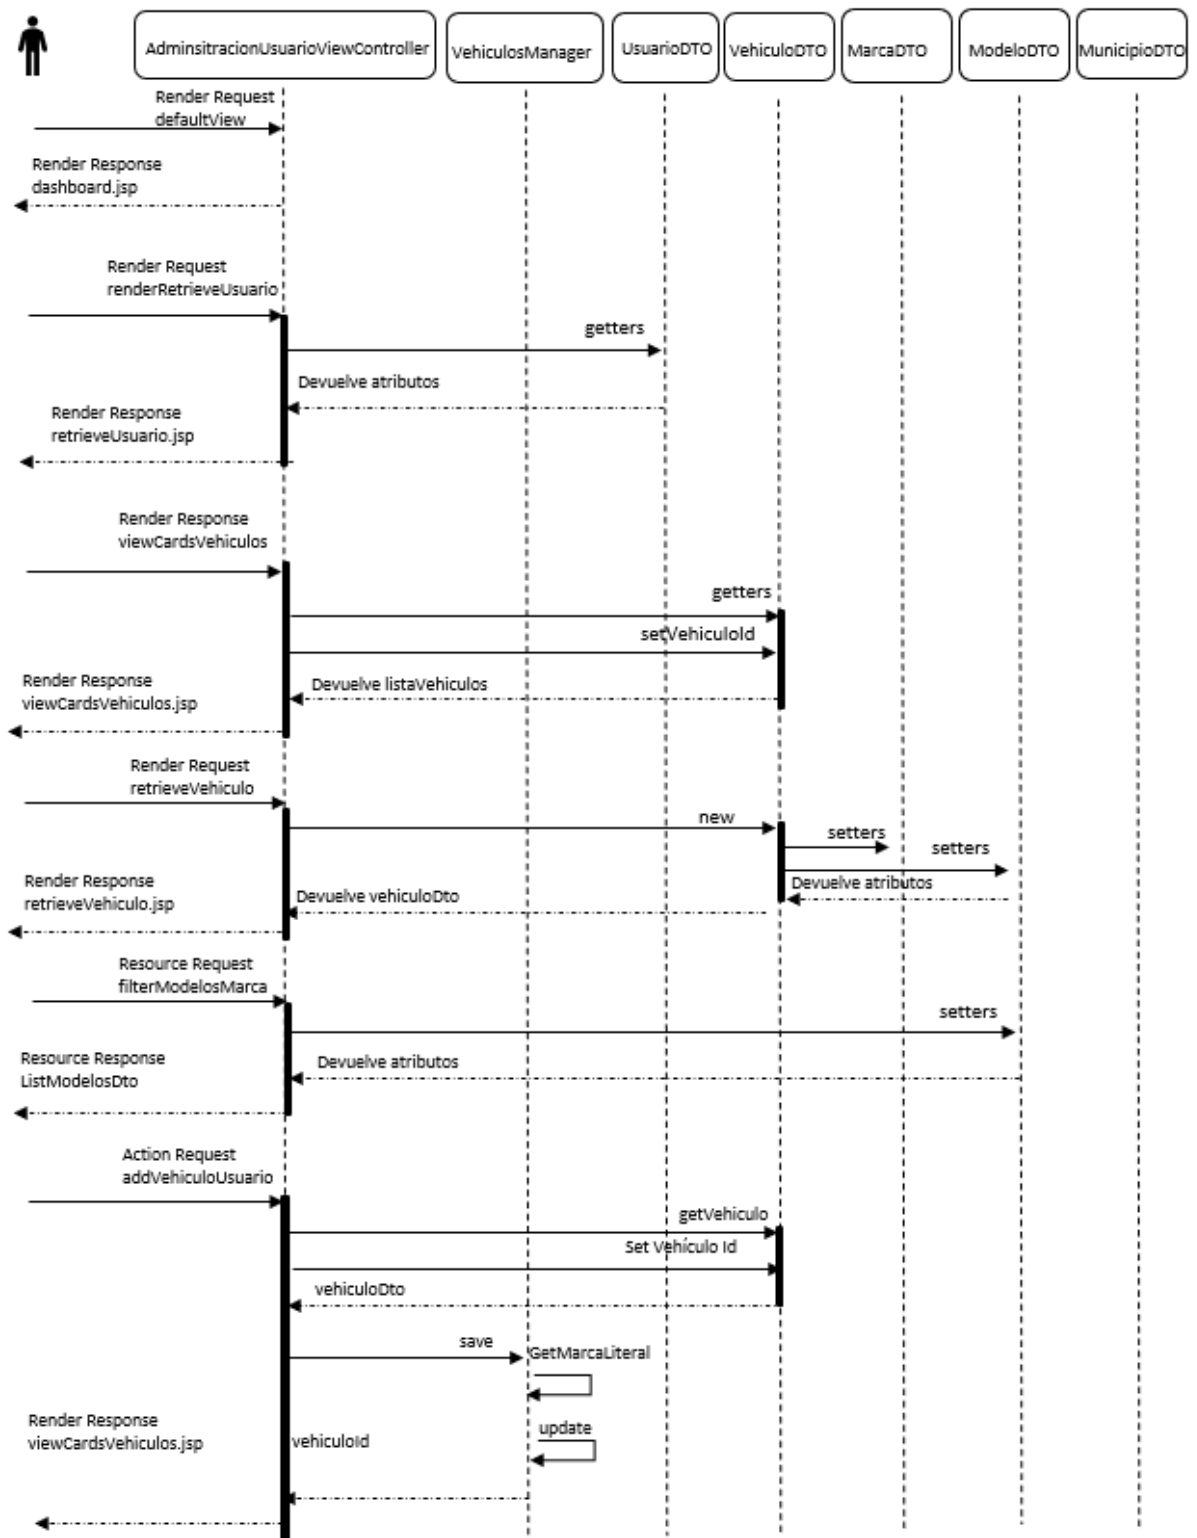 AdminsitracionUsuarioViewController
VehiculosManager
UsuarioDTO
VehiculoDTO
MarcaDTO
ModeloDTO
MunicipioDTO
Render Request
defaultView
Render Response
dashboard.jsp
Render Request
renderRetrieveUsuario
getters
Devuelve atributos
Render Response
retrieveUsuario.jsp
Render Response
viewCardsVehiculos
getters
setVehiculoId
Devuelve listaVehiculos
Render Response
viewCardsVehiculos.jsp
Render Request
retrieveVehiculo
new
setters
setters
Devuelve atributos
Devuelve vehiculoDto
Render Response
retrieveVehiculo.jsp
Resource Request
filterModelosMarca
setters
Devuelve atributos
Resource Response
ListModelosDto
Action Request
addVehiculoUsuario
getVehiculo
Set Vehículo Id
vehiculoDto
save
GetMarcaLiteral
update
vehiculoId
Render Response
viewCardsVehiculos.jsp